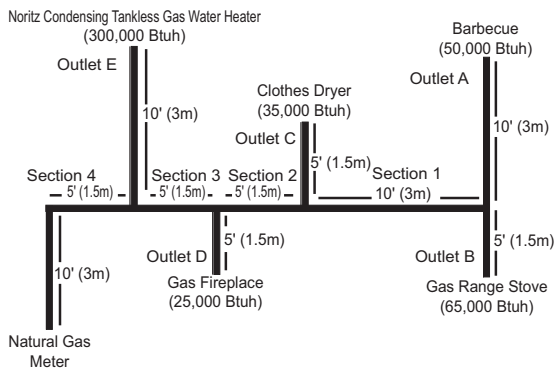 Noritz Condensing Tankless Gas Water Heater
(300,000 Btuh)
Outlet E
10' (3m)
Barbecue
(50,000 Btuh)
Outlet A
10' (3m)
Clothes Dryer
(35,000 Btuh)
Outlet C
5' (1.5m)
Section 4
5' (1.5m)
Section 3
5' (1.5m)
Section 2
5' (1.5m)
Section 1
10' (3m)
10' (3m)
Natural Gas
Meter
Outlet D
5' (1.5m)
Gas Fireplace
(25,000 Btuh)
Outlet B
5' (1.5m)
Gas Range Stove
(65,000 Btuh)